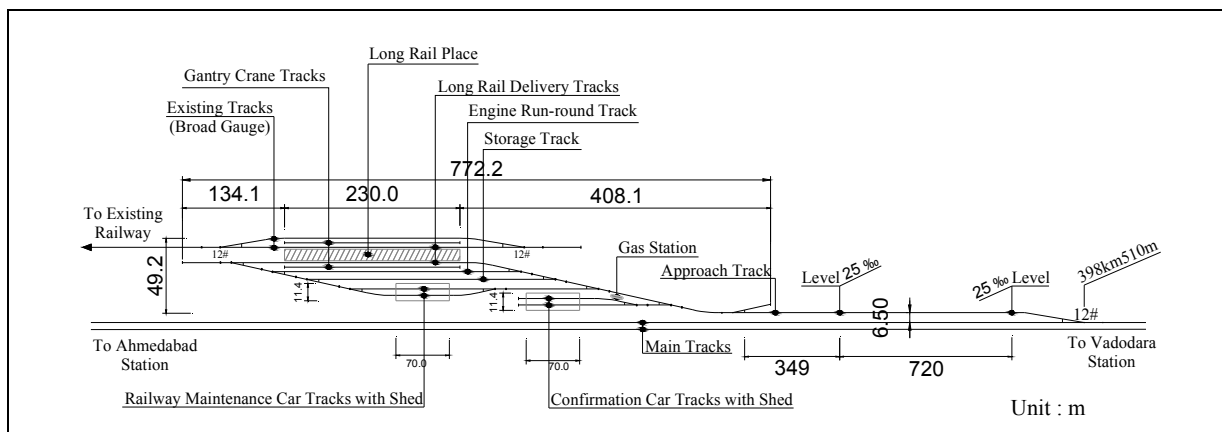 Long Rail Place
Gantry Crane Tracks
Long Rail Delivery Tracks
Existing Tracks
(Broad Gauge)
Engine Run-round Track
Storage Track
772.2
134.1
230.0
408.1
To Existing
Railway
12#
12#
Gas Station
Approach Track
49.2
11.4
11.4
Level
25 ‰
25 ‰
Level
398km510m
12#
6.50
To Ahmedabad
Station
Main Tracks
To Vadodara
Station
70.0
70.0
349
720
Railway Maintenance Car Tracks with Shed
Confirmation Car Tracks with Shed
Unit : m